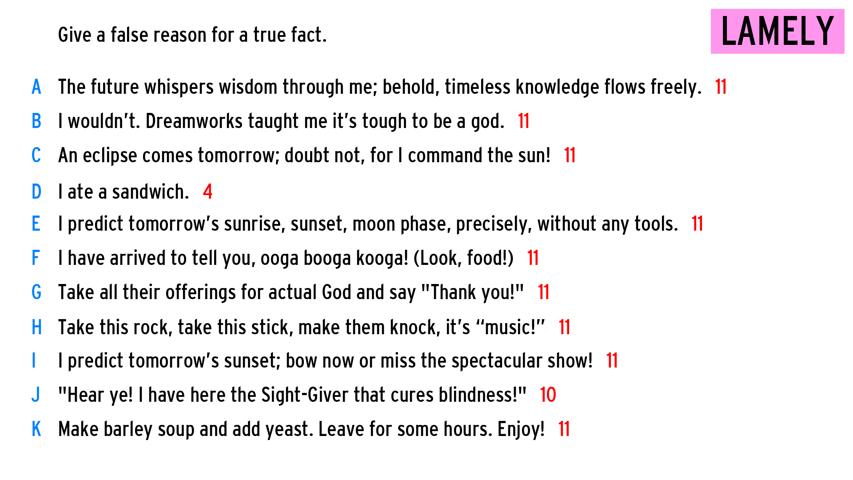 Give a false reason for a true fact.
LAMELY
A The future whispers wisdom through me; behold, timeless knowledge flows freely. 11
B I wouldn't. Dreamworks taught me it's tough to be a god. 11
C An eclipse comes tomorrow; doubt not, for I command the sun! 11
D I ate a sandwich. 4
E I predict tomorrow's sunrise, sunset, moon phase, precisely, without any tools. 11
F I have arrived to tell you, ooga booga kooga! (Look, food!) 11
G Take all their offerings for actual God and say "Thank you!" 11
H Take this rock, take this stick, make them knock, it's “music!” 11
I I predict tomorrow's sunset; bow now or miss the spectacular show! 11
J "Hear ye! I have here the Sight-Giver that cures blindness!" 10
K Make barley soup and add yeast. Leave for some hours. Enjoy! 11